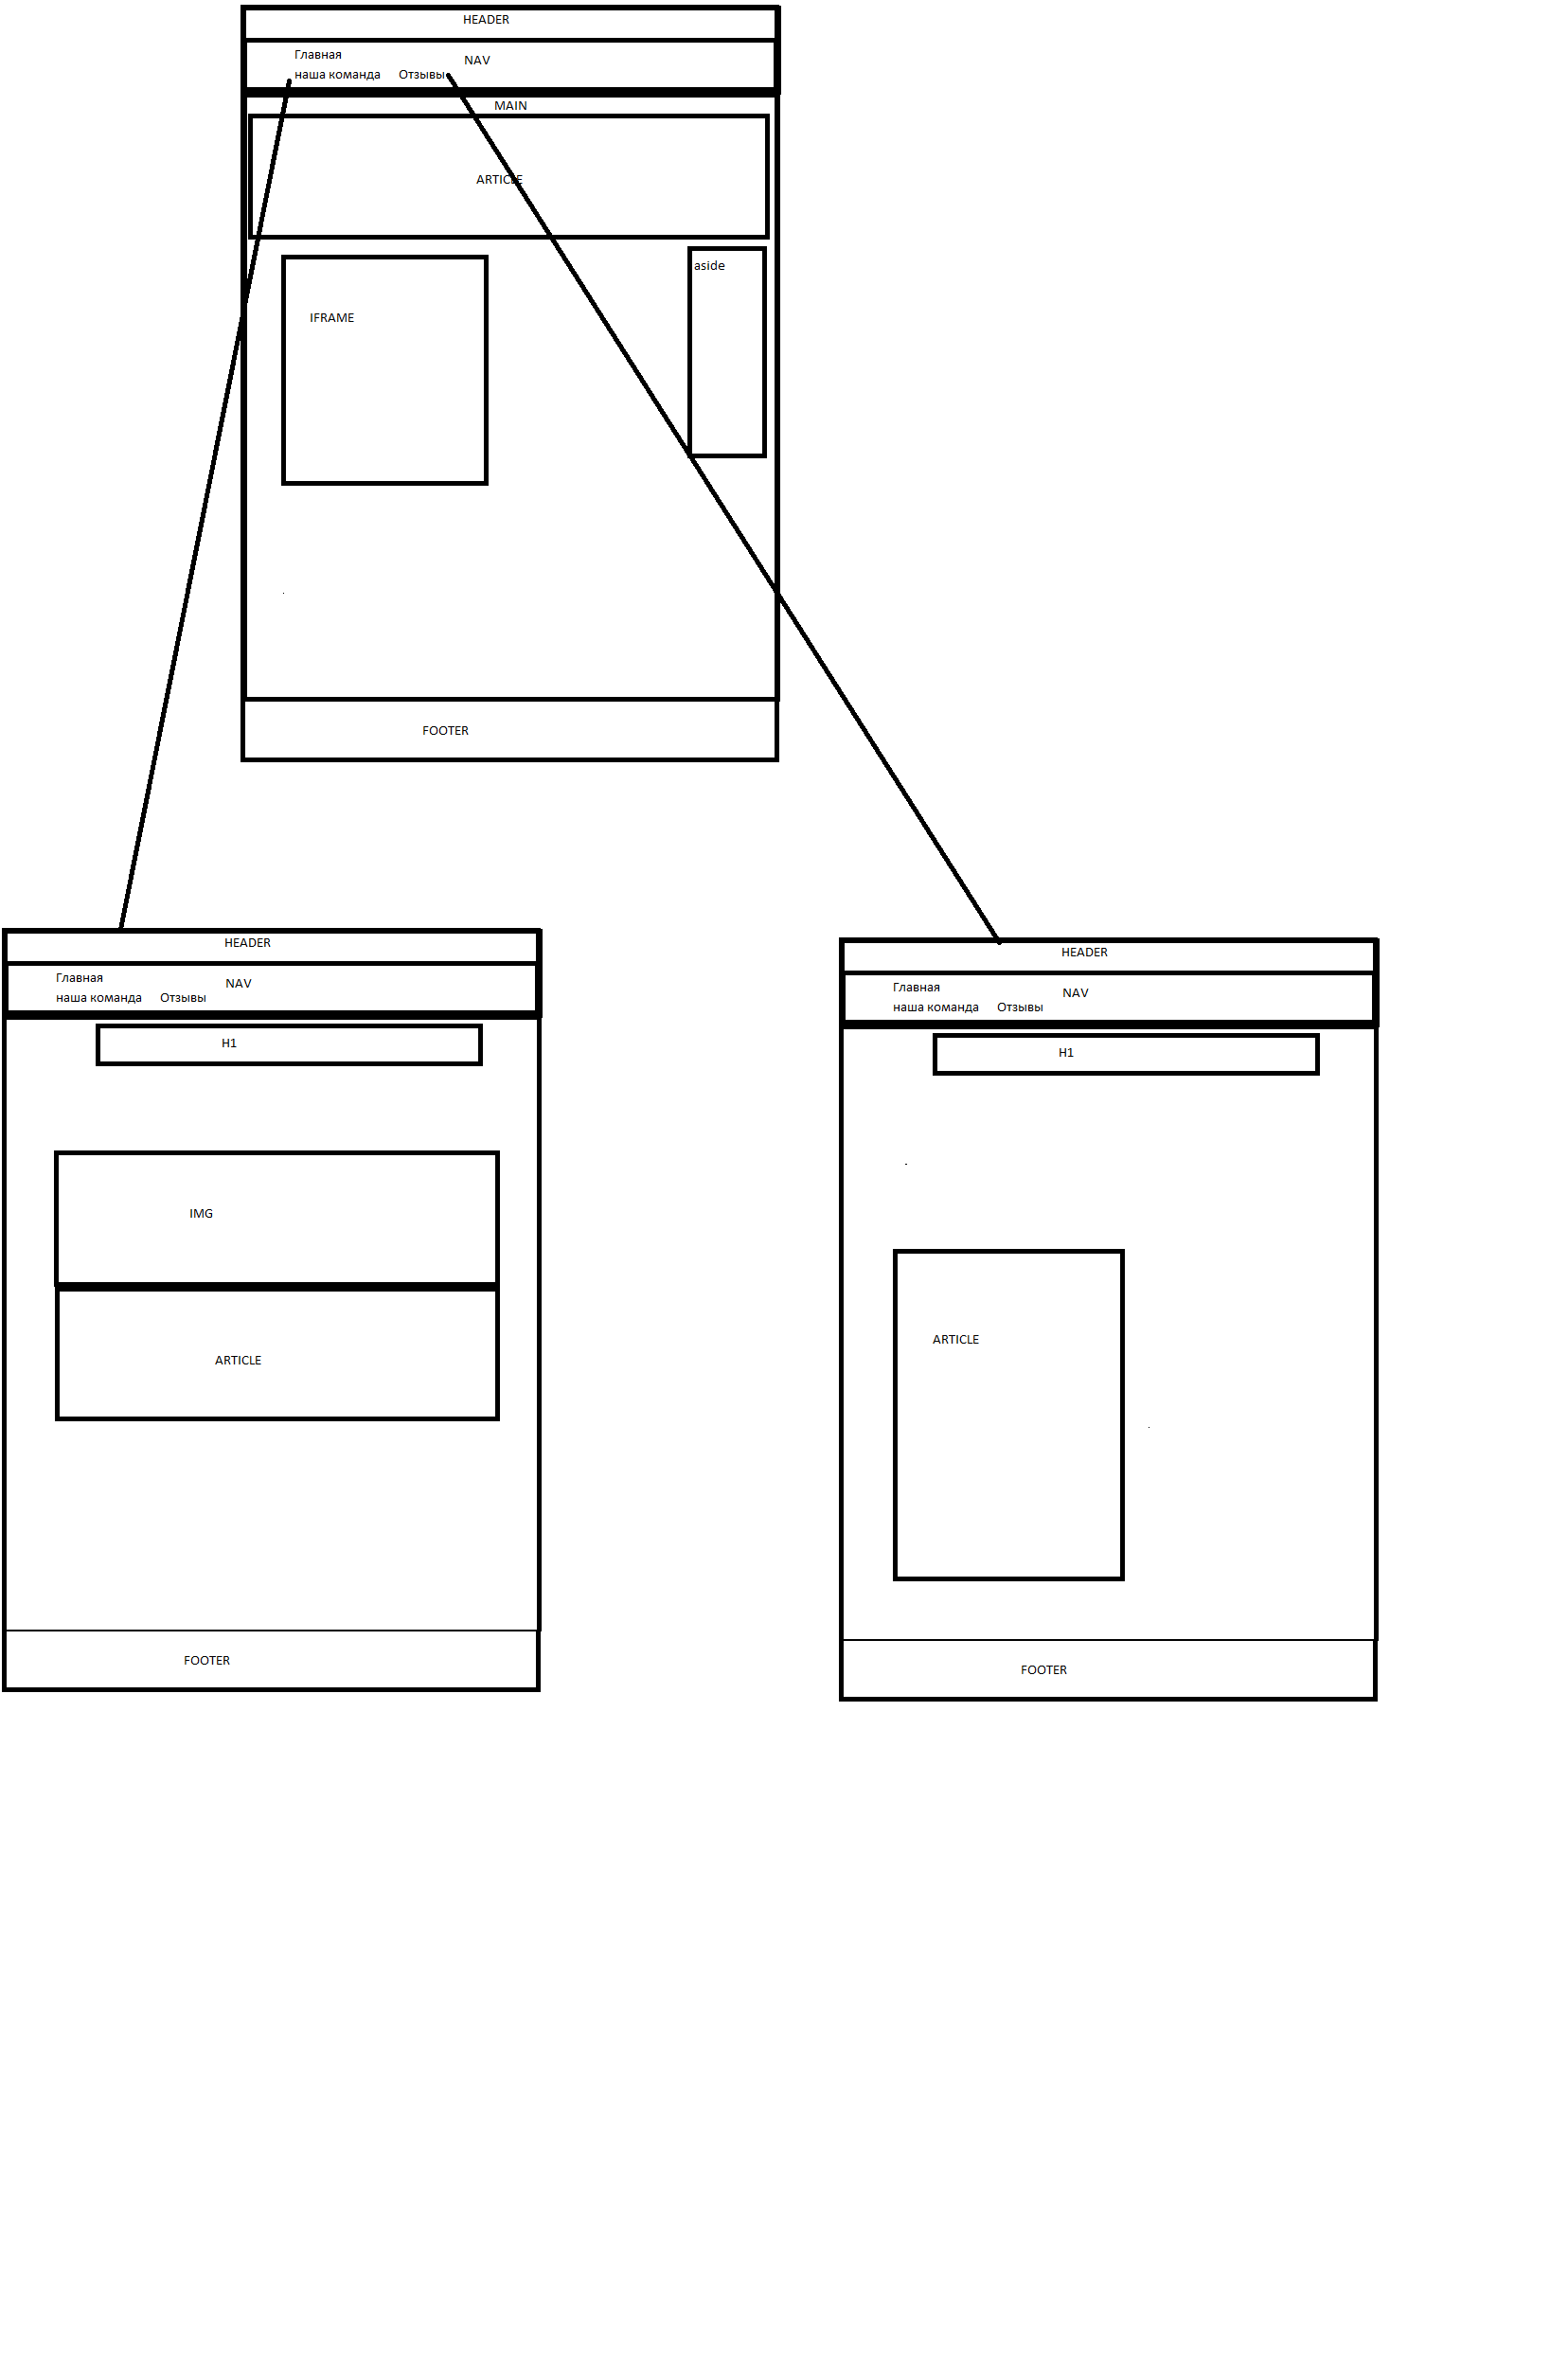 HEADER
Главная
NAV
наша команда Отзывы
MAIN
ARTICLE
aside
IFRAME
FOOTER
HEADER
Главная
NAV
наша команда Отзывы
H1
IMG
ARTICLE
FOOTER
HEADER
Главная
NAV
наша команда Отзывы
H1
ARTICLE
FOOTER